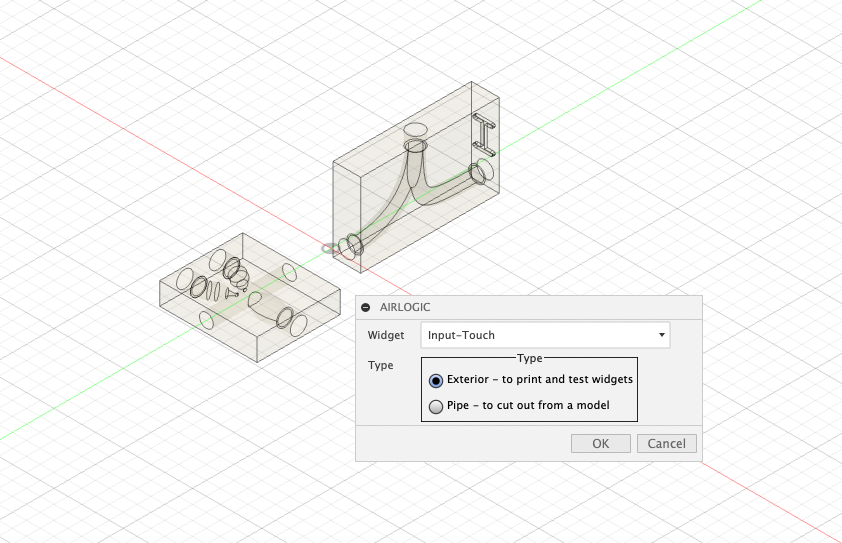 AIRLOGIC
Widget
Input-Touch
Type
Type
Exterior - to print and test widgets
Pipe - to cut out from a model
OK
Cancel